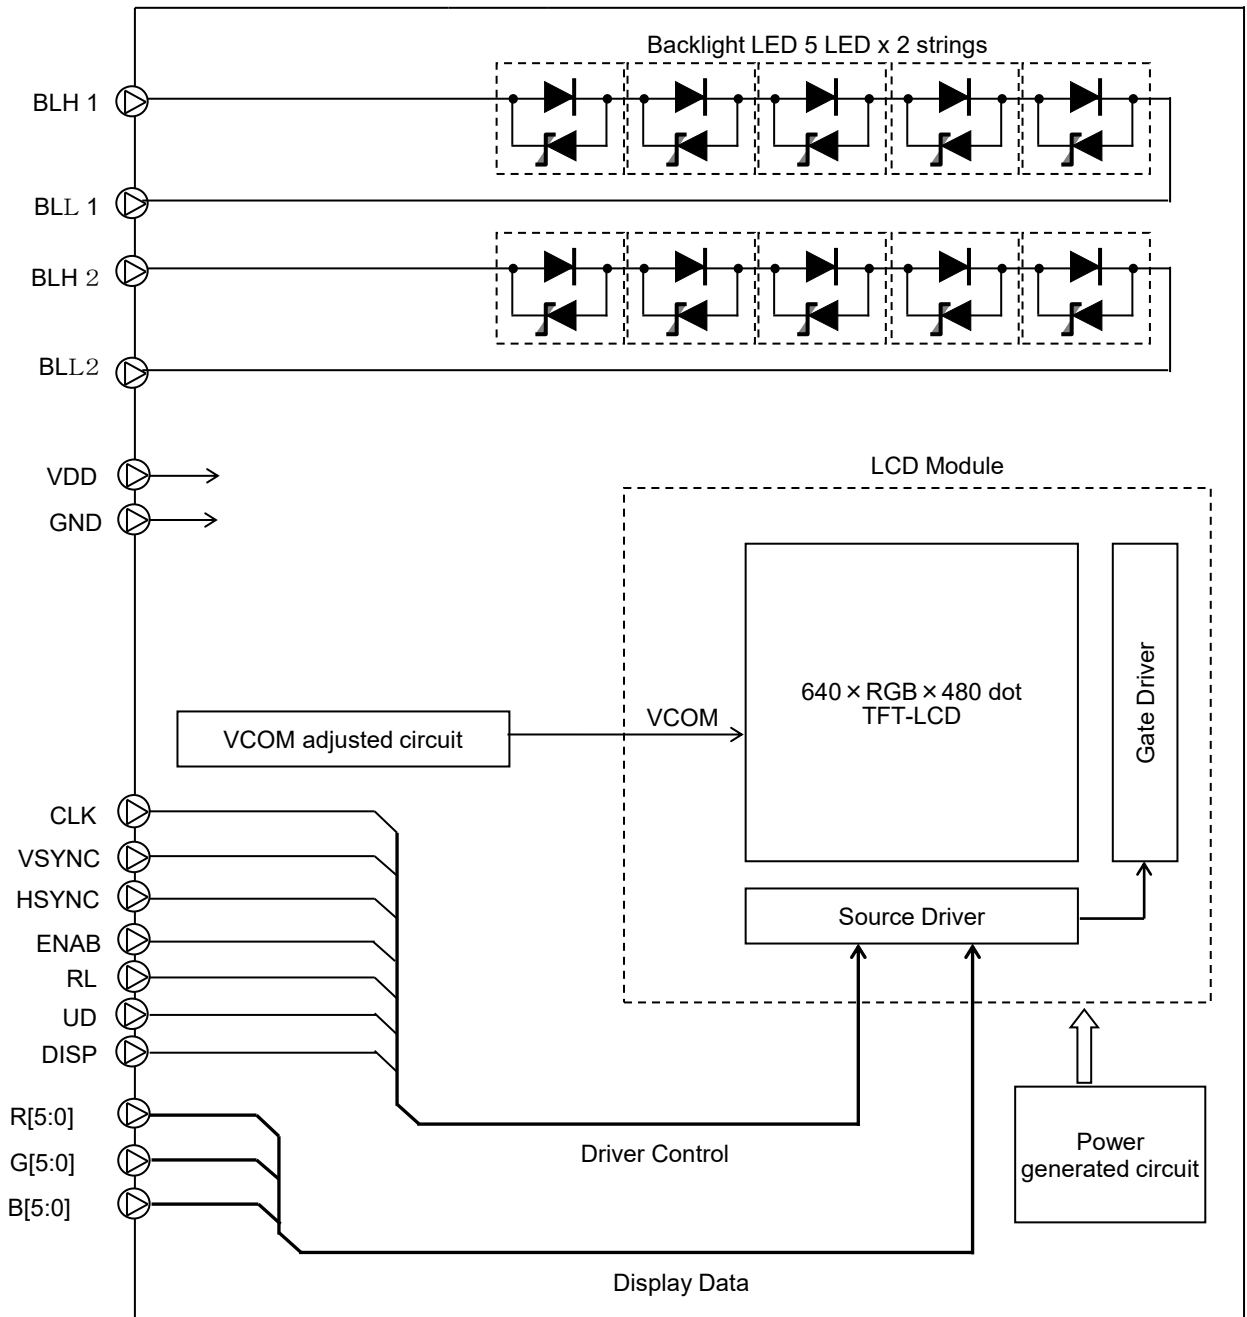 Backlight LED 5 LED x 2 strings
BLH 1
BLL 1
BLH 2
BLL2
VDD
GND
LCD Module
640×RGB×480 dot
TFT-LCD
Gate Driver
VCOM
VCOM adjusted circuit
CLK
VSYNC
HSYNC
ENAB
RL
UD
DISP
Source Driver
R[5:0]
G[5:0]
B[5:0]
Driver Control
Power
generated circuit
Display Data